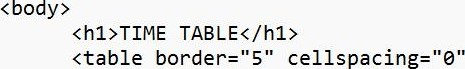 <body>
<h1>TIME TABLE</h1>
<table border="5" cellspacing="0"